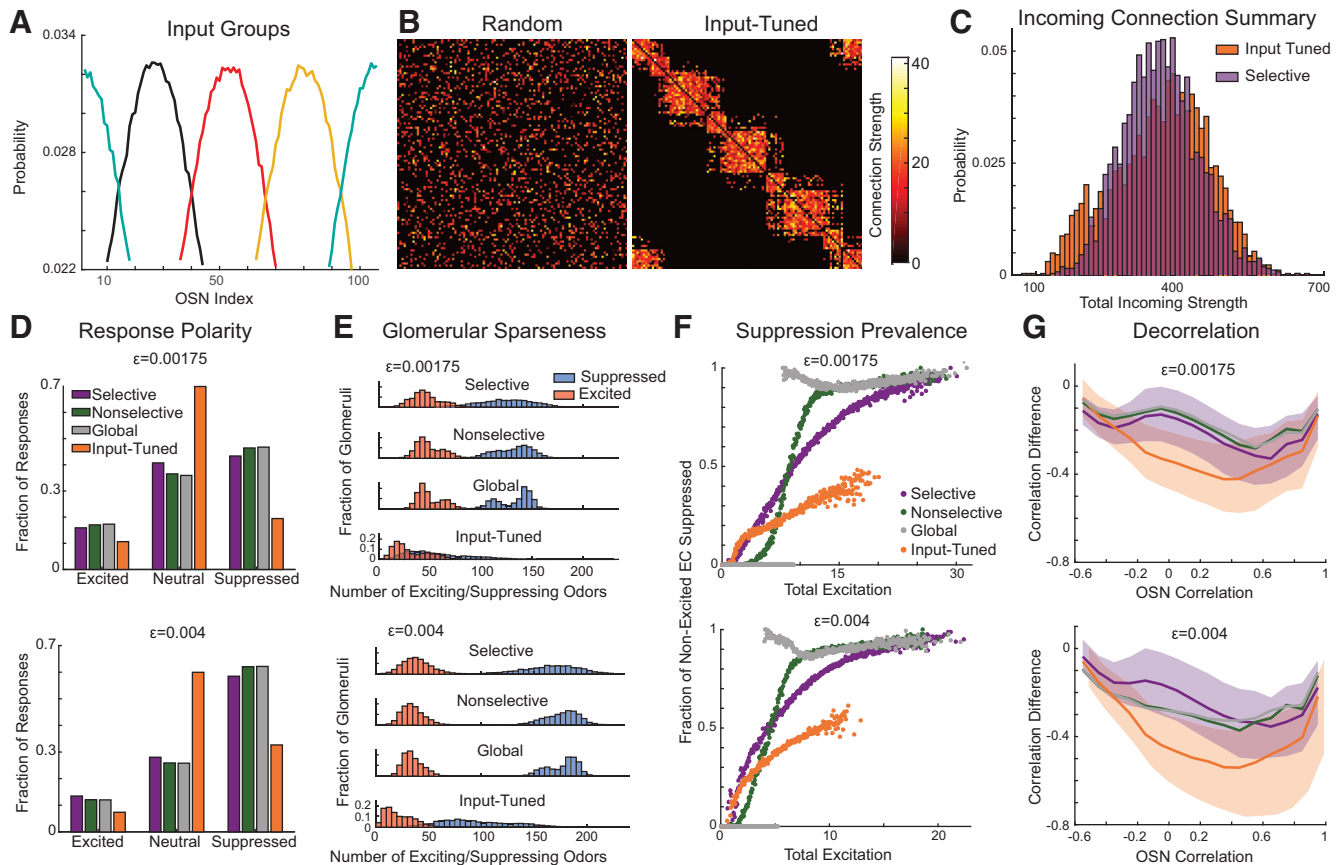 A
Input Groups
0.034
0.028
0.022
Probability
10
50
100
OSN Index
B
Random
Input-Tuned
40
20
0
Connection Strength
C
Incoming Connection Summary
Input Tuned
Selective
0.05
0.025
0
Probability
100
400
700
Total Incoming Strength
D
Response Polarity
ε=0.00175
0.7
0.3
0
Fraction of Responses
Selective
Nonselective
Global
Input-Tuned
Excited
Neutral
Suppressed
ε=0.004
0.7
0.3
0
Fraction of Responses
Excited
Neutral
Suppressed
E
Glomerular Sparseness
ε=0.00175
Suppressed
Excited
Selective
Nonselective
Global
Input-Tuned
0.2
0.1
0
Fraction of Glomeruli
0
50
100
150
200
Number of Exciting/Suppressing Odors
ε=0.004
Selective
Nonselective
Global
Input-Tuned
0.2
0.1
0
Fraction of Glomeruli
0
50
100
150
200
Number of Exciting/Suppressing Odors
F
Suppression Prevalence
ε=0.00175
1
0.5
0
Fraction of Non-Excited EC Suppressed
Selective
Nonselective
Global
Input-Tuned
0
15
30
Total Excitation
ε=0.004
1
0.5
0
0
10
20
Total Excitation
G
Decorrelation
ε=0.00175
0
-0.4
-0.8
Correlation Difference
-0.6
-0.2
0
0.2
0.6
1
OSN Correlation
ε=0.004
0
-0.4
-0.8
Correlation Difference
-0.6
-0.2
0
0.2
0.6
1
OSN Correlation